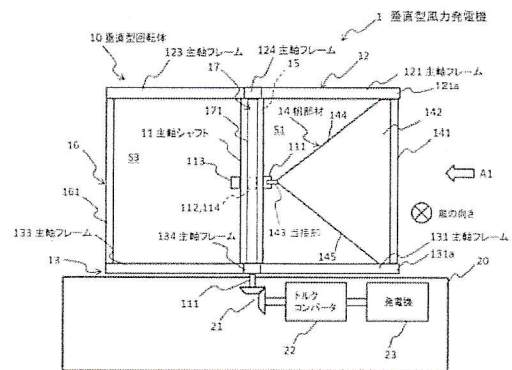 1 垂直型風力発電機
10 垂直型回転体
123 主軸フレーム
124 主軸フレーム
12
17
15
121 主軸フレーム
121a
171
14 帆部材
144
142
11 主軸シャフト
S1
141
S3
111
113
16
A1
161
112,114
143 当接部
風の向き
133 主軸フレーム
134 主軸フレーム
131 主軸フレーム
145
131a
13
20
111
21
トルク
コンバータ
発電機
22
23